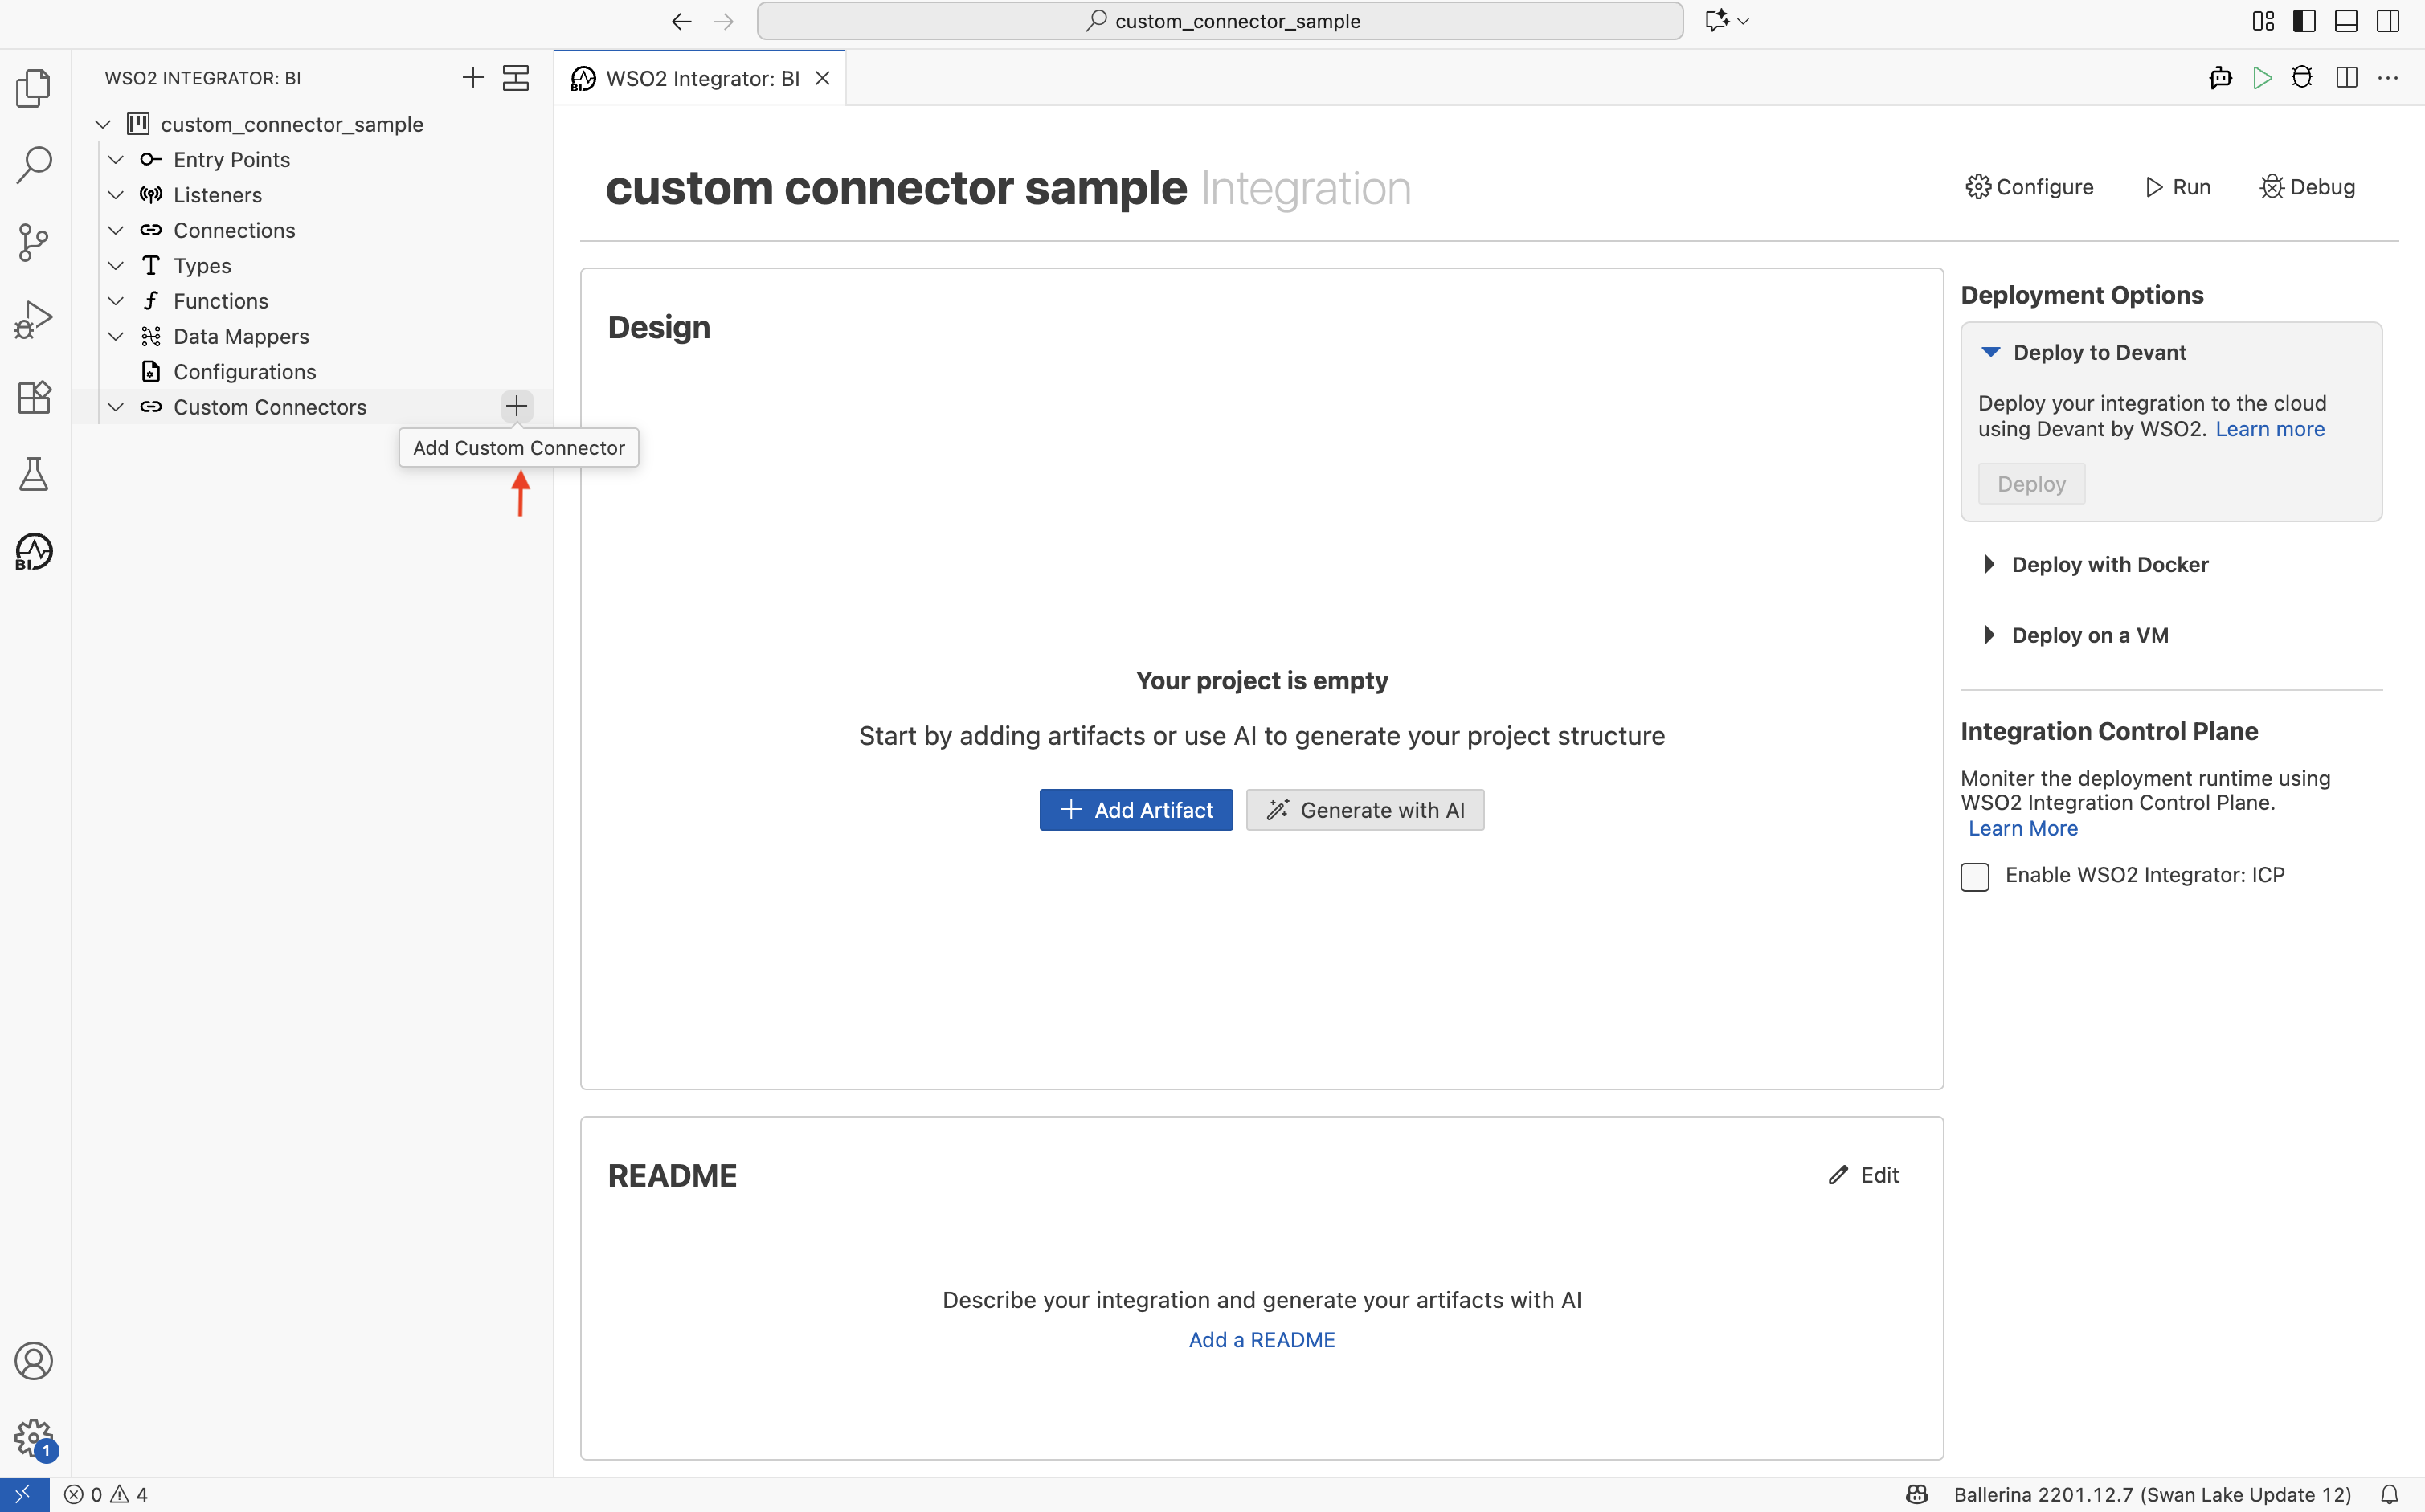 custom_connector_sample
WSO2 INTEGRATOR: BI
WSO2 Integrator: BI
custom_connector_sample
Entry Points
Listeners
Connections
Types
Functions
Data Mappers
Configurations
Custom Connectors
Add Custom Connector
BI
custom connector sample Integration
Configure
Run
Debug
Design
Your project is empty
Start by adding artifacts or use AI to generate your project structure
Add Artifact
Generate with AI
README
Edit
Describe your integration and generate your artifacts with AI
Add a README
Deployment Options
Deploy to Devant
Deploy your integration to the cloud
using Devant by WSO2. Learn more
Deploy
Deploy with Docker
Deploy on a VM
Integration Control Plane
Moniter the deployment runtime using
WSO2 Integration Control Plane.
Learn More
Enable WSO2 Integrator: ICP
1
0 4
Ballerina 2201.12.7 (Swan Lake Update 12)